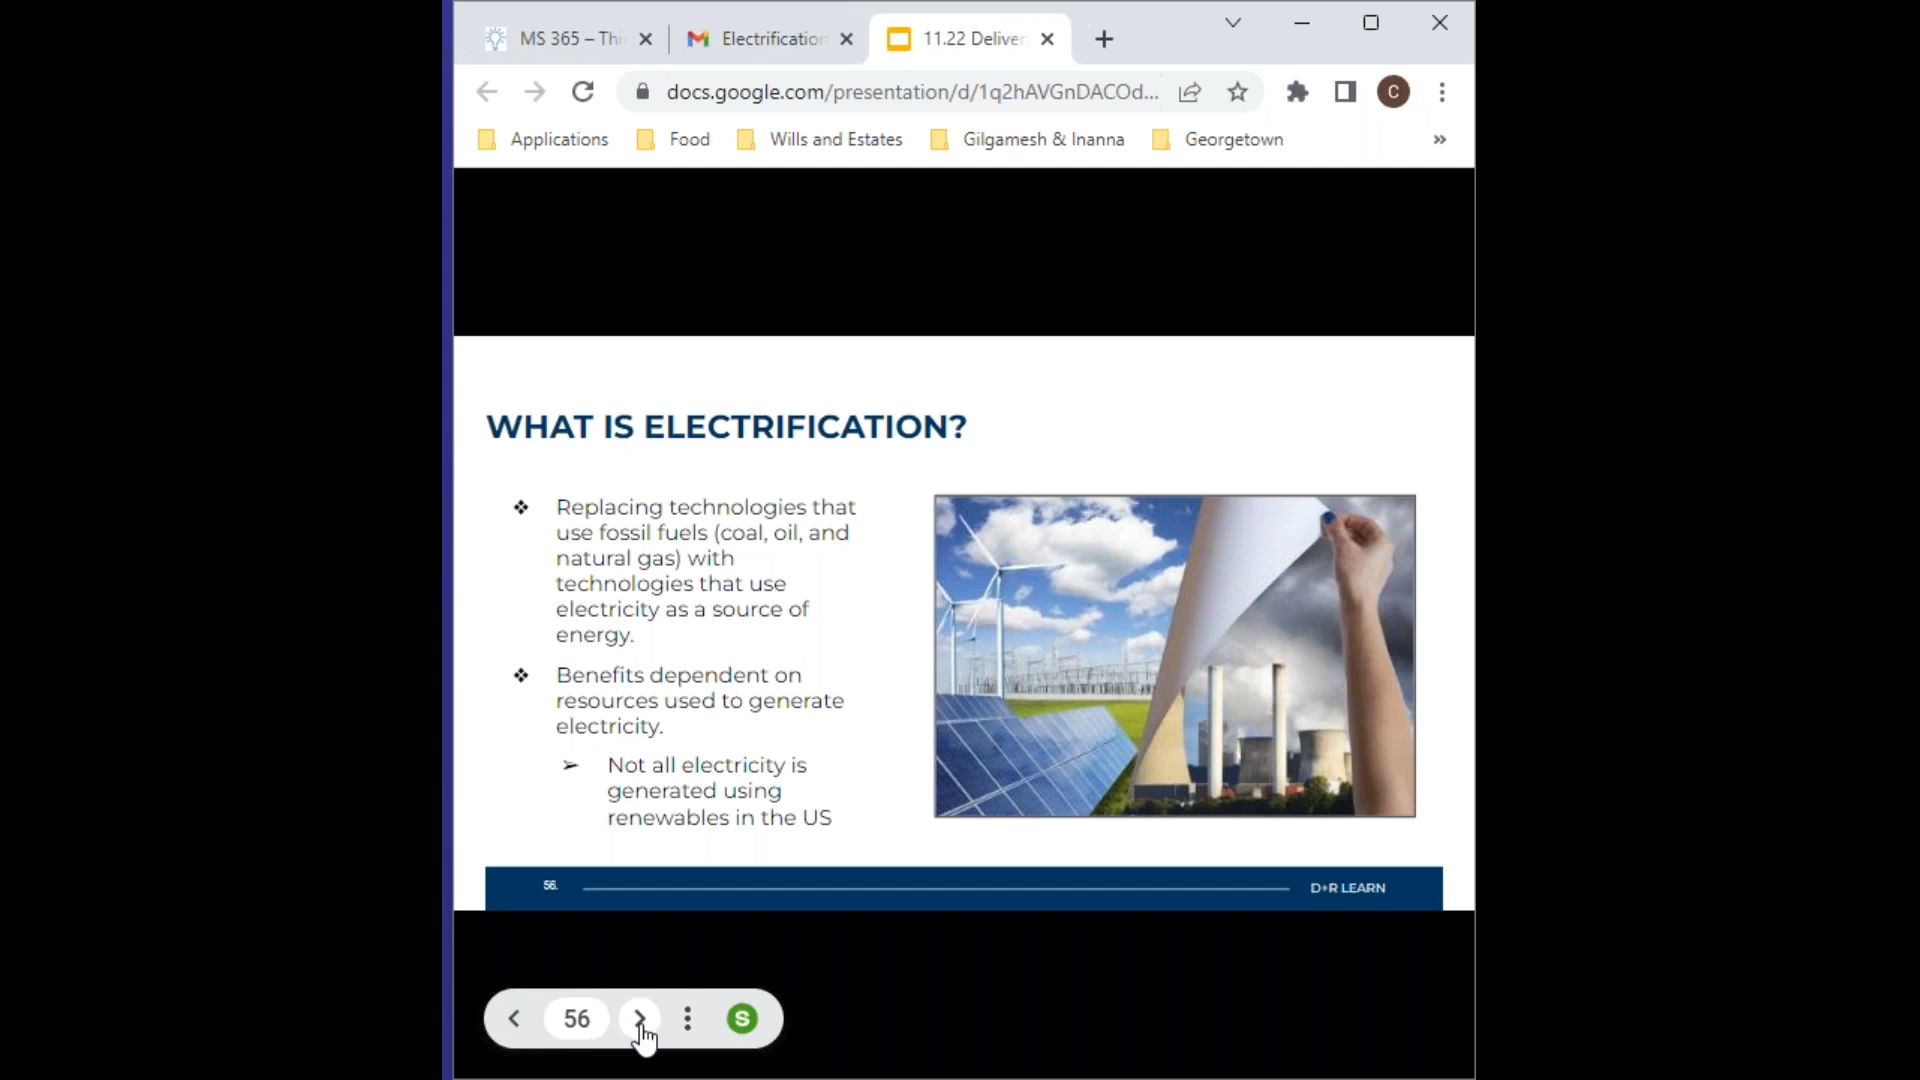 MS 365 – Thi
Electrification
11.22 Deliver
docs.google.com/presentation/d/1q2hAVGnDACOd...
C
Applications
Food
Wills and Estates
Gilgamesh & Inanna
Georgetown
»
WHAT IS ELECTRIFICATION?
❖ Replacing technologies that
use fossil fuels (coal, oil, and
natural gas) with
technologies that use
electricity as a source of
energy.
❖ Benefits dependent on
resources used to generate
electricity.
➢ Not all electricity is
generated using
renewables in the US
56.
D+R LEARN
56
S